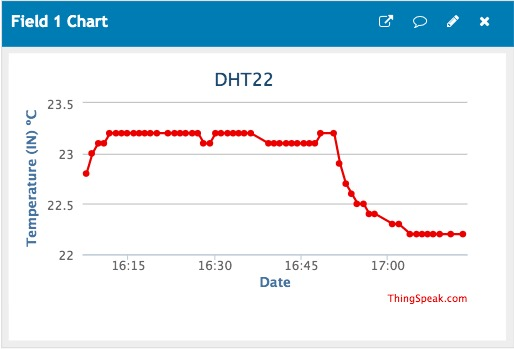 Field 1 Chart
DHT22
Temperature (IN) ºC
23.5
23
22.5
22
16:15 16:30 16:45 17:00
Date
ThingSpeak.com